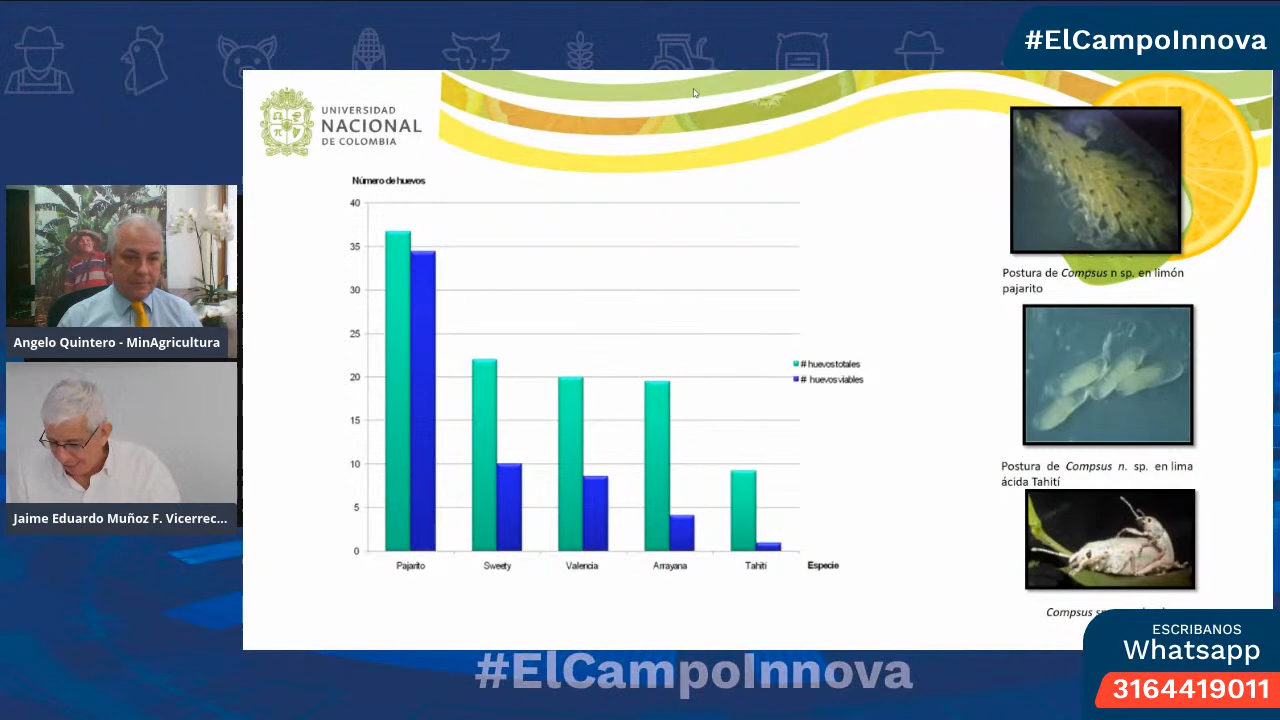 #ElCampoInnova
UNIVERSIDAD
NACIONAL
DE COLOMBIA
Número de huevos
40
35
30
25
20
15
10
5
0
Pajarito
Sweety
Valencia
Arrayana
Tahití
Especie
# huevos totales
# huevos viables
Postura de Compsus n sp. en limón
pajarito
Postura de Compsus n. sp. en lima
ácida Tahití
Compsus
Angelo Quintero - MinAgricultura
Jaime Eduardo Muñoz F. Vicerrec...
#ElCampoInnova
ESCRIBANOS
Whatsapp
3164419011